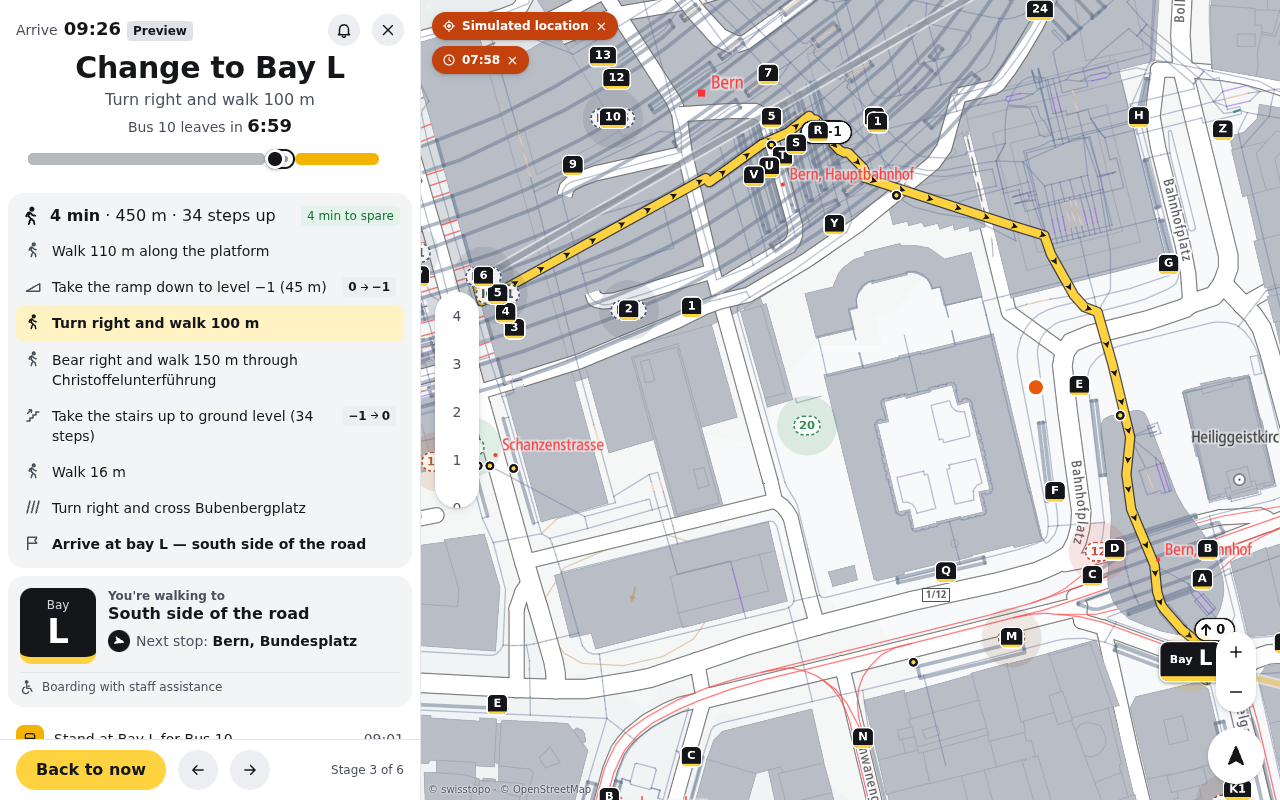 Arrive 09:26 Preview
Change to Bay L
Turn right and walk 100 m
Bus 10 leaves in 6:59
4 min · 450 m · 34 steps up
4 min to spare
Walk 110 m along the platform
Take the ramp down to level −1 (45 m)
0 → −1
Turn right and walk 100 m
Bear right and walk 150 m through
Christoffelunterführung
Take the stairs up to ground level (34
steps)
−1 → 0
Walk 16 m
Turn right and cross Bubenbergplatz
Arrive at bay L — south side of the road
Bay
L
You're walking to
South side of the road
Next stop: Bern, Bundesplatz
Boarding with staff assistance
Stand at Bay L for Bus 10
09:01
Back to now
Stage 3 of 6
Simulated location ×
07:58 ×
24
13
12
Bern
7
10
5
R
-1
1
S
H
Z
9
U
V
Bern, Hauptbahnhof
Y
Bahnhofplatz
G
6
5
4
3
2
1
4
3
2
1
E
20
Schanzenstrasse
Heiliggeistkirc
F
Bahnhofplatz
12
D
Bern,
B
C
A
Q
1/12
M
0
Bay L
+
−
E
N
C
B
K1
© swisstopo · © OpenStreetMap